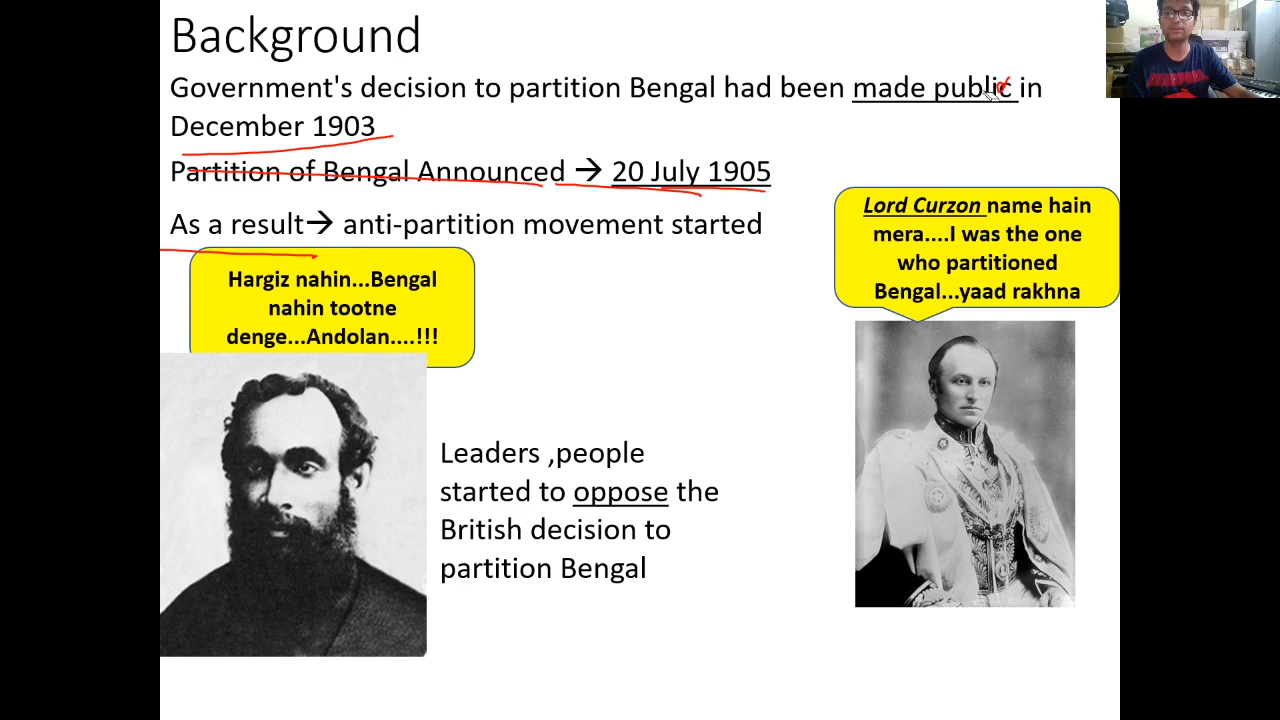 Background
Government's decision to partition Bengal had been made public in
December 1903
Partition of Bengal Announced → 20 July 1905
As a result→ anti-partition movement started
Lord Curzon name hain
mera....I was the one
who partitioned
Bengal...yaad rakhna
Hargiz nahin...Bengal
nahin tootne
denge...Andolan....!!!
Leaders ,people
started to oppose the
British decision to
partition Bengal